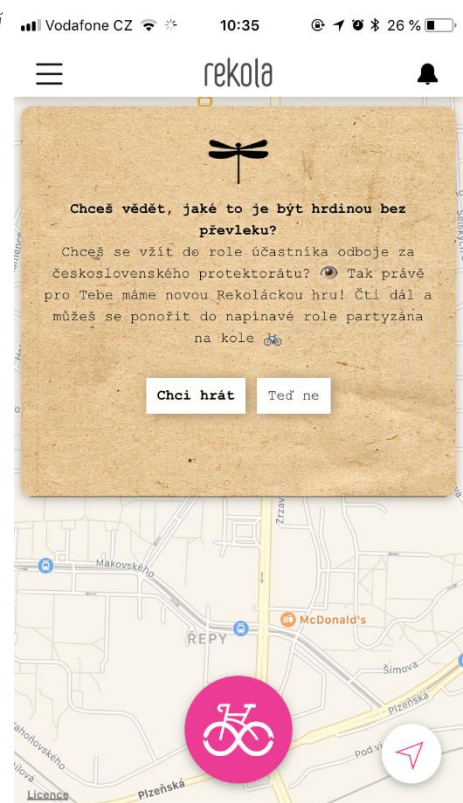 Vodafone CZ 10:35 26 %
rekola
Chceš vědět, jaké to je být hrdinou bez
převleku?
Chceš se vžít do role účastníka odboje za
československého protektorátu? 👁 Tak právě
pro Tebe máme novou Rekoláckou hru! Čti dál a
můžeš se ponořit do napínavé role partyzána
na kole 🚲
Chci hrát Teď ne
Makovského
McDonald's
ŘEPY
Šímova
Plzeňská
Plzeňská
Licence